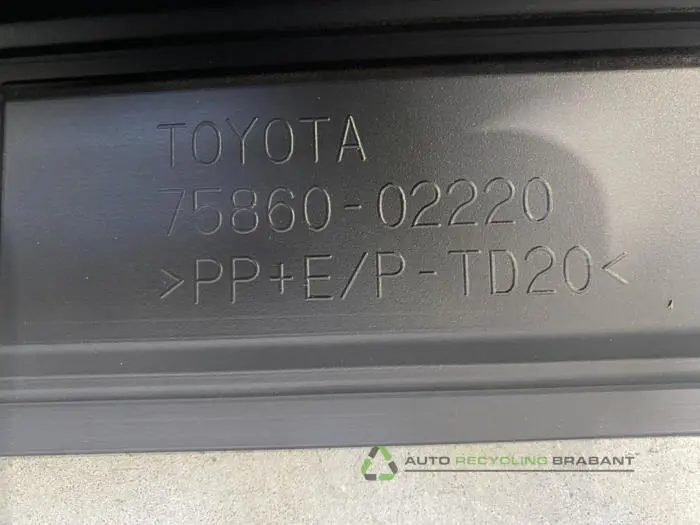 TOYOTA
75860-02220
>PP+E/P-TD20<
AUTO RECYCLING BRABANT